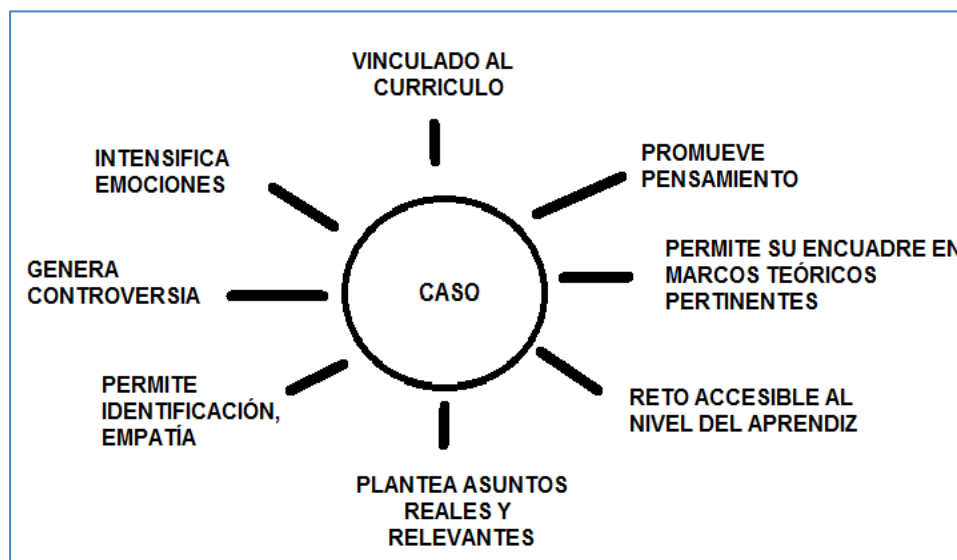 VINCULADO AL
CURRICULO
PROMUEVE
PENSAMIENTO
PERMITE SU ENCUADRE EN
MARCOS TEÓRICOS
PERTINENTES
RETO ACCESIBLE AL
NIVEL DEL APRENDIZ
PLANTEA ASUNTOS
REALES Y
RELEVANTES
PERMITE
IDENTIFICACIÓN,
EMPATÍA
GENERA
CONTROVERSIA
INTENSIFICA
EMOCIONES
CASO